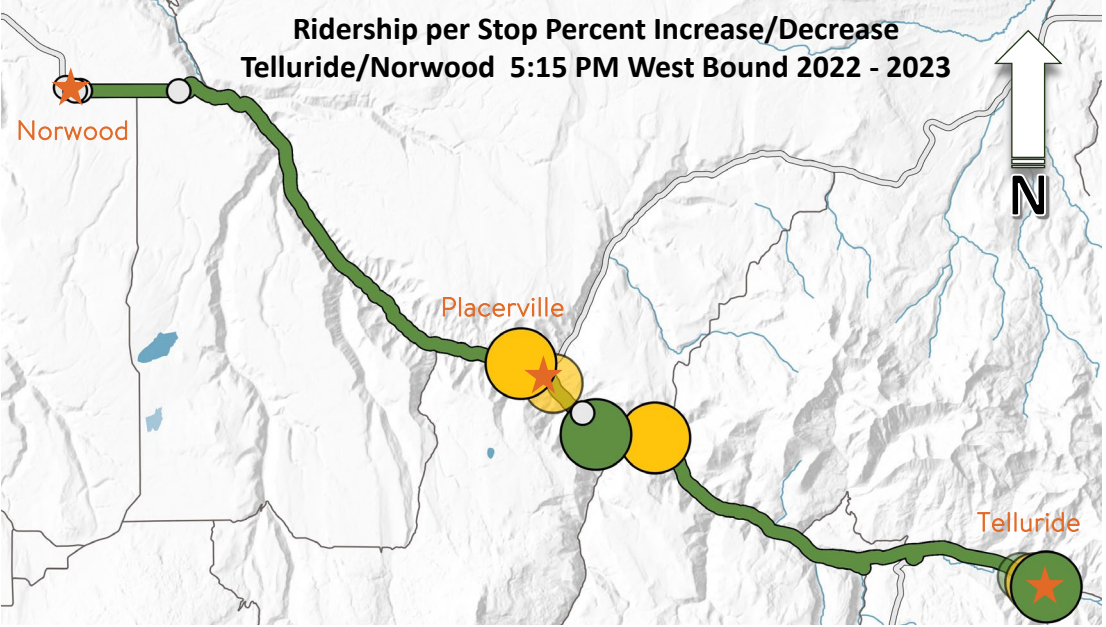 Ridership per Stop Percent Increase/Decrease
Telluride/Norwood  5:15 PM West Bound 2022 - 2023
N
Norwood
Placerville
Telluride